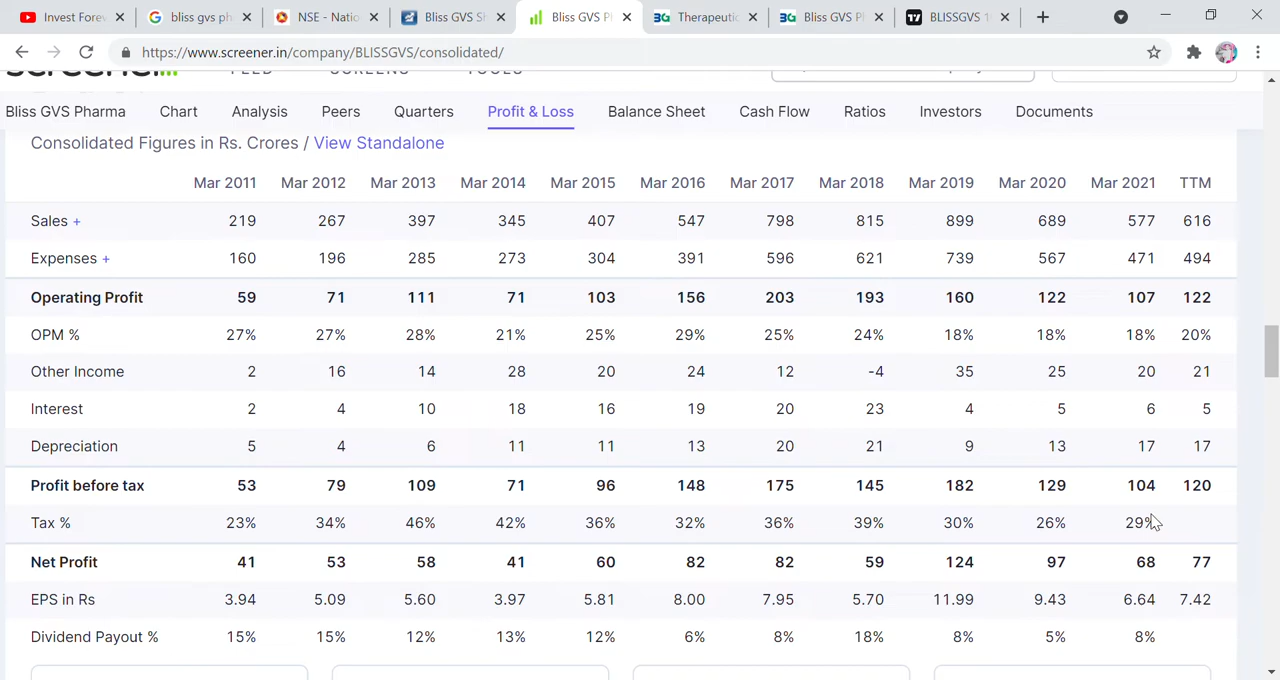 Invest Forev
bliss gvs ph
NSE - Natio
Bliss GVS S
Bliss GVS P
Therapeutic
Bliss GVS P
BLISSGVS 1
https://www.screener.in/company/BLISSGVS/consolidated/
screener
FEED SCREENS TOOLS
Bliss GVS Pharma Chart Analysis Peers Quarters Profit & Loss Balance Sheet Cash Flow Ratios Investors Documents
Consolidated Figures in Rs. Crores / View Standalone
Mar 2011 Mar 2012 Mar 2013 Mar 2014 Mar 2015 Mar 2016 Mar 2017 Mar 2018 Mar 2019 Mar 2020 Mar 2021 TTM
Sales + 219 267 397 345 407 547 798 815 899 689 577 616
Expenses + 160 196 285 273 304 391 596 621 739 567 471 494
Operating Profit 59 71 111 71 103 156 203 193 160 122 107 122
OPM % 27% 27% 28% 21% 25% 29% 25% 24% 18% 18% 18% 20%
Other Income 2 16 14 28 20 24 12 -4 35 25 20 21
Interest 2 4 10 18 16 19 20 23 4 5 6 5
Depreciation 5 4 6 11 11 13 20 21 9 13 17 17
Profit before tax 53 79 109 71 96 148 175 145 182 129 104 120
Tax % 23% 34% 46% 42% 36% 32% 36% 39% 30% 26% 29%
Net Profit 41 53 58 41 60 82 82 59 124 97 68 77
EPS in Rs 3.94 5.09 5.60 3.97 5.81 8.00 7.95 5.70 11.99 9.43 6.64 7.42
Dividend Payout % 15% 15% 12% 13% 12% 6% 8% 18% 8% 5% 8%